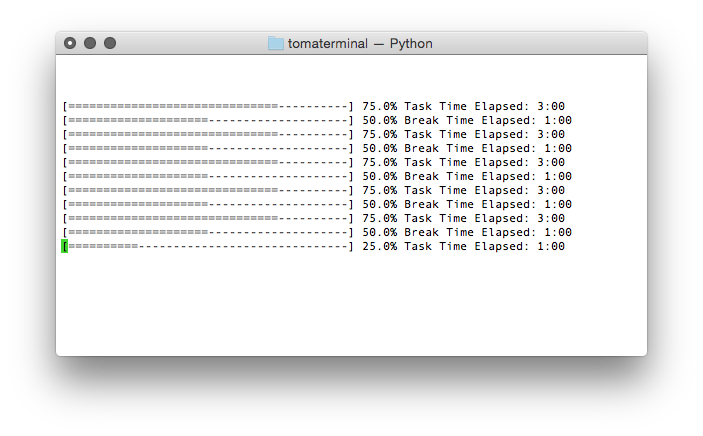 tomaterminal — Python
[==============================----------] 75.0% Task Time Elapsed: 3:00
[====================--------------------] 50.0% Break Time Elapsed: 1:00
[==============================----------] 75.0% Task Time Elapsed: 3:00
[====================--------------------] 50.0% Break Time Elapsed: 1:00
[==============================----------] 75.0% Task Time Elapsed: 3:00
[====================--------------------] 50.0% Break Time Elapsed: 1:00
[==============================----------] 75.0% Task Time Elapsed: 3:00
[====================--------------------] 50.0% Break Time Elapsed: 1:00
[==============================----------] 75.0% Task Time Elapsed: 3:00
[====================--------------------] 50.0% Break Time Elapsed: 1:00
[==========------------------------------] 25.0% Task Time Elapsed: 1:00